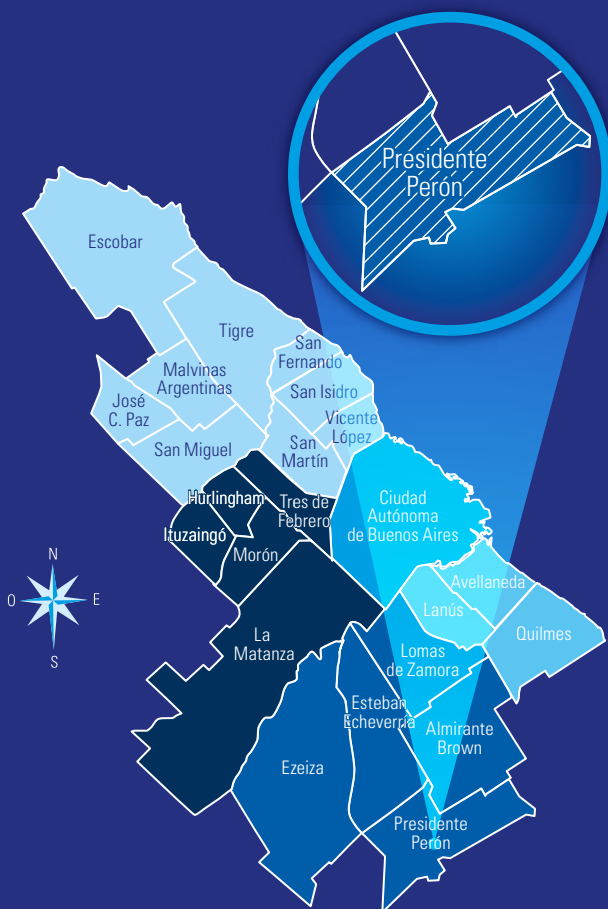 Presidente
Perón
Escobar
Tigre
San
Fernando
Malvinas
Argentinas
San Isidro
José
C. Paz
Vicente
López
San Miguel
San
Martín
Hurlingham
Tres de
Febrero
Ciudad
Autónoma
de Buenos Aires
Ituzaingó
Morón
N
O
E
S
Avellaneda
Lanús
Quilmes
La
Matanza
Lomas
de Zamora
Esteban
Echeverría
Almirante
Brown
Ezeiza
Presidente
Perón